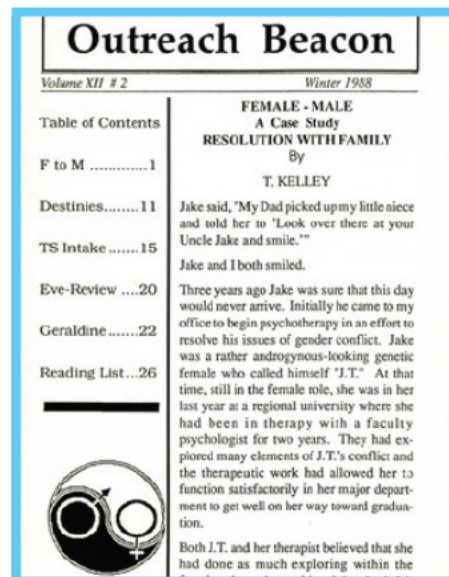 Outreach Beacon
Volume XII # 2
Winter 1988
Table of Contents
F to M .............1
Destinies........11
TS Intake .......15
Eve-Review ....20
Geraldine.......22
Reading List...26
FEMALE - MALE
A Case Study
RESOLUTION WITH FAMILY
By
T. KELLEY
Jake said, "My Dad picked up my little niece
and told her to 'Look over there at your
Uncle Jake and smile.'"
Jake and I both smiled.
Three years ago Jake was sure that this day
would never arrive. Initially he came to my
office to begin psychotherapy in an effort to
resolve his issues of gender conflict. Jake
was a rather androgynous-looking genetic
female who called himself "J.T." At that
time, still in the female role, she was in her
last year at a regional university where she
had been in therapy with a faculty
psychologist for two years. They had ex-
plored many elements of J.T.'s conflict and
the therapeutic work had allowed her to
function satisfactorily in her major depart-
ment to get well on her way toward gradua-
tion.
Both J.T. and her therapist believed that she
had done as much exploring within the